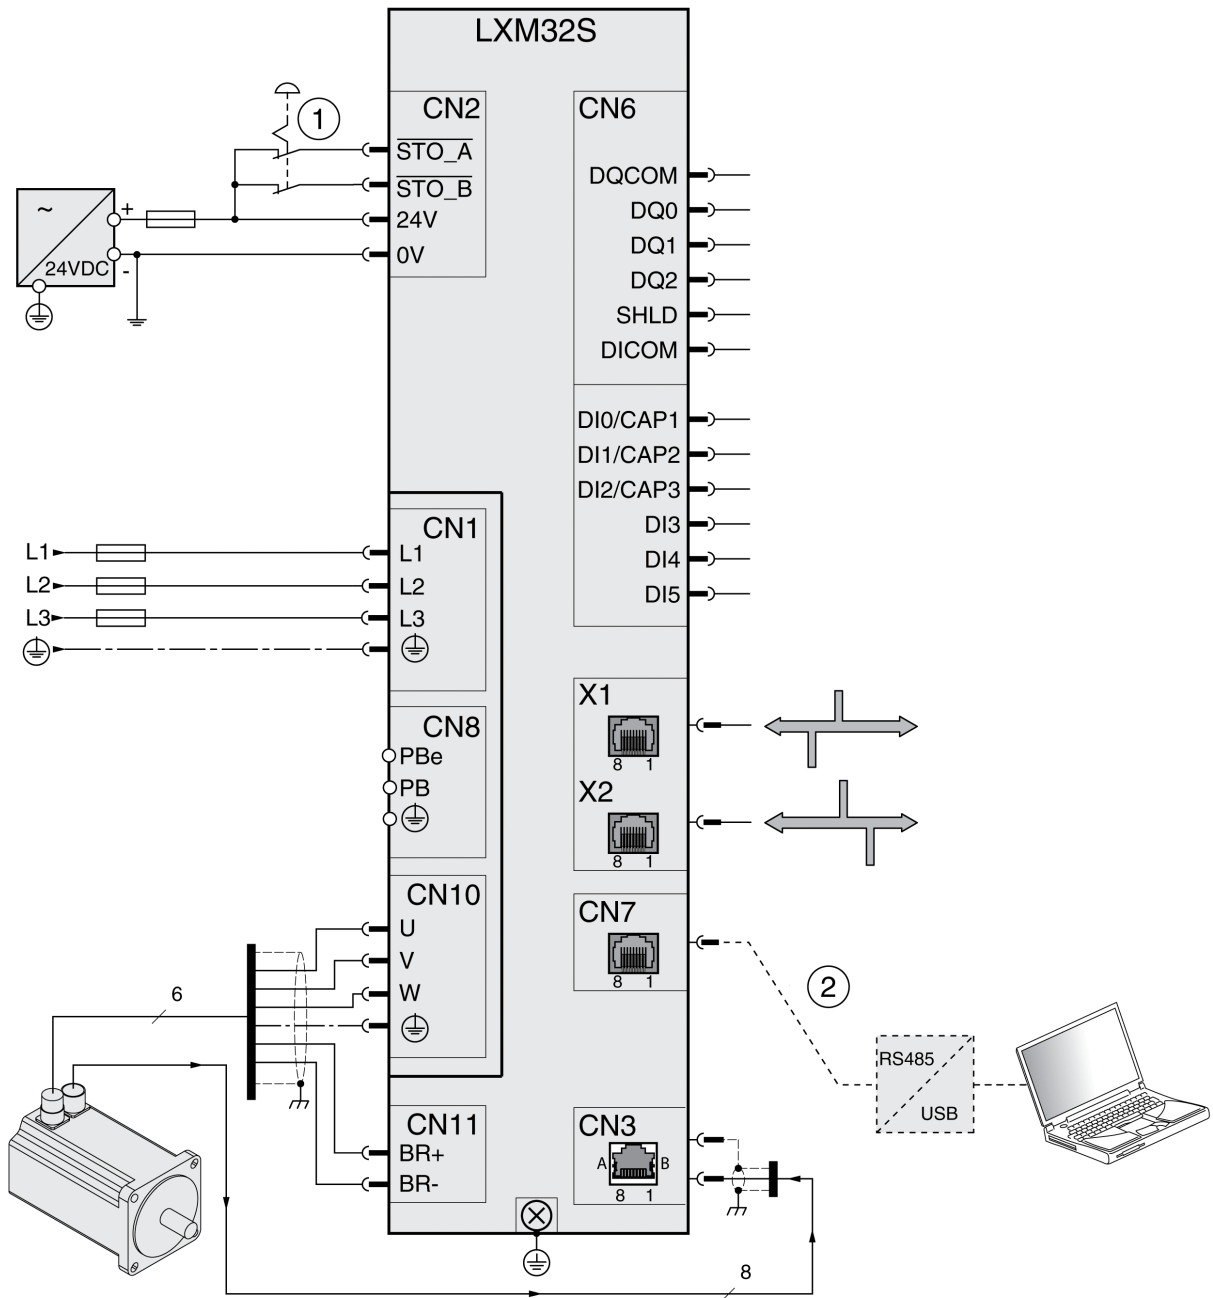 LXM32S
CN2
1
STO_A
STO_B
24V
0V
~
+
24VDC
-
CN6
DQCOM
DQ0
DQ1
DQ2
SHLD
DICOM
DI0/CAP1
DI1/CAP2
DI2/CAP3
DI3
DI4
DI5
CN1
L1 L1
L2 L2
L3 L3
CN8
PBe
PB
X1
8 1
X2
8 1
CN10
U
V
W
6
CN7
8 1
2
RS485
USB
CN11
BR+
BR-
CN3
A B
8 1
8